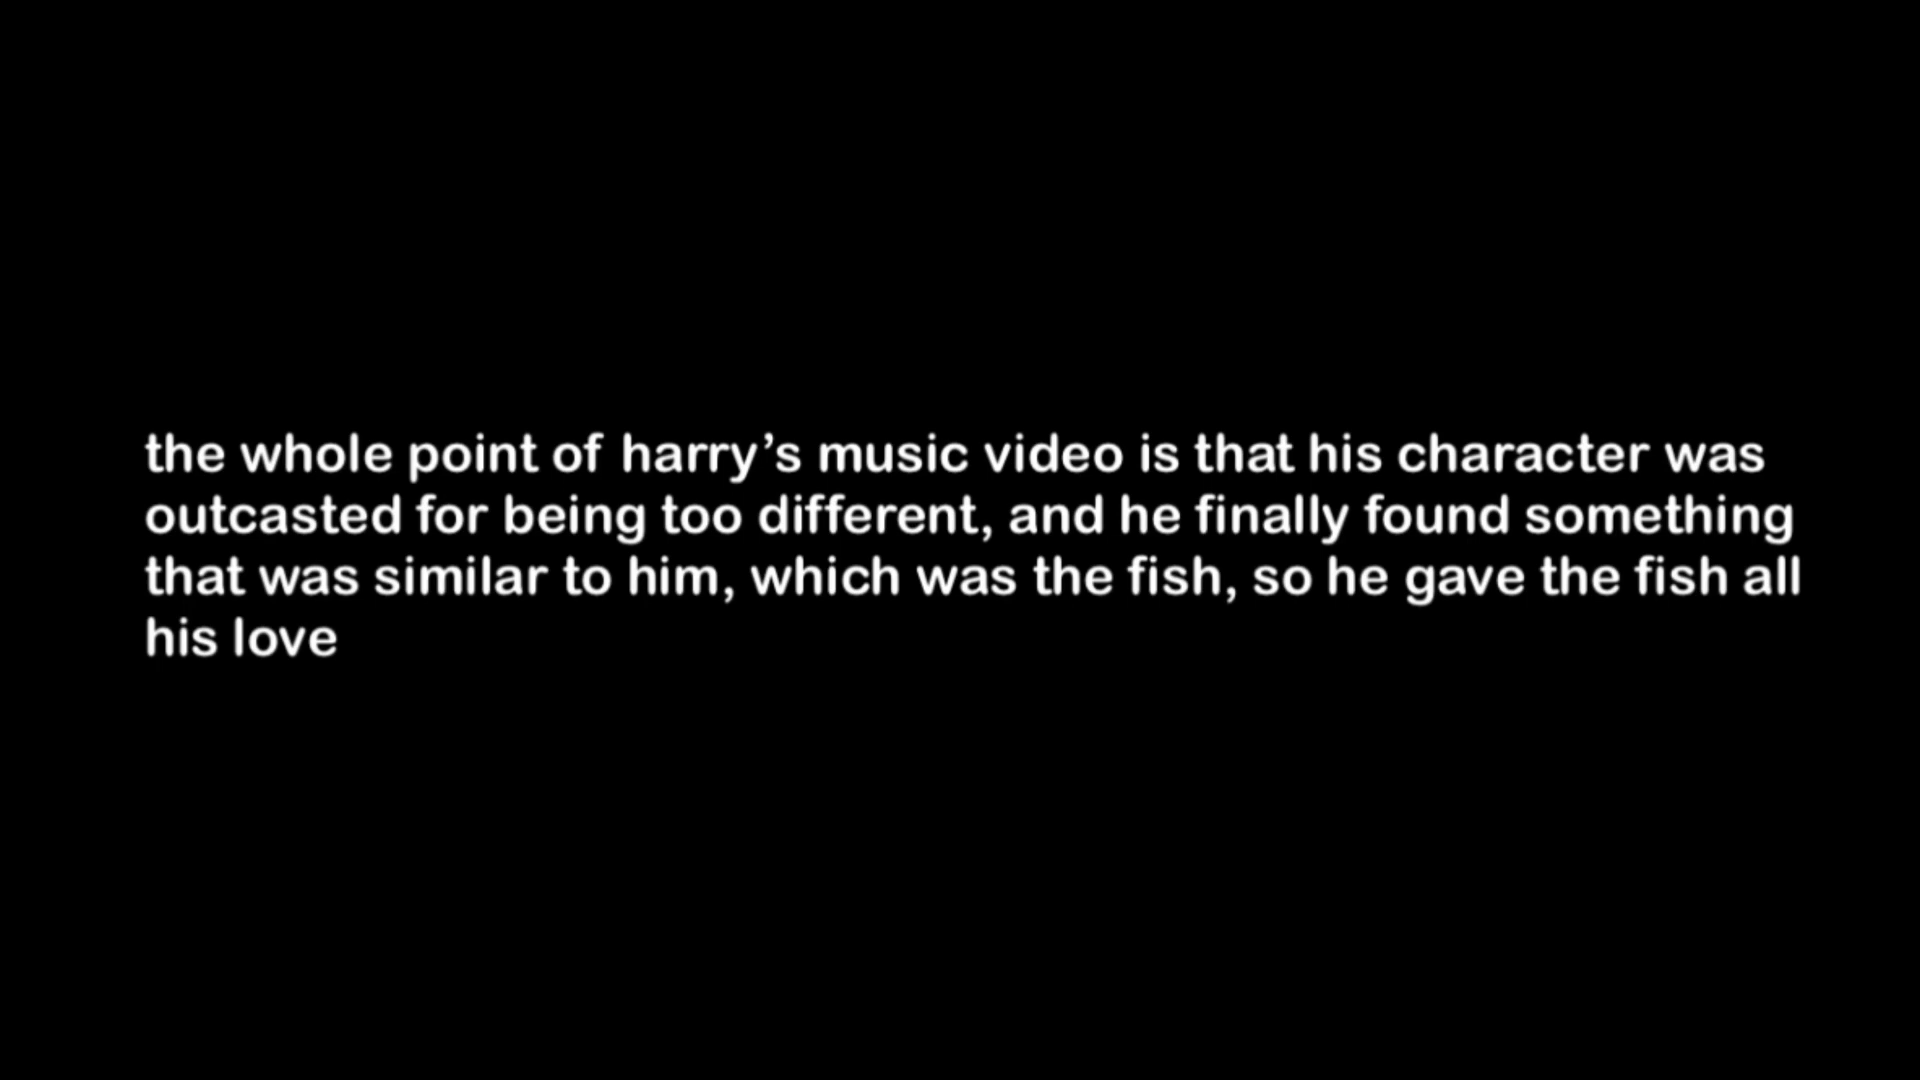 the whole point of harry’s music video is that his character was
outcasted for being too different, and he finally found something
that was similar to him, which was the fish, so he gave the fish all
his love